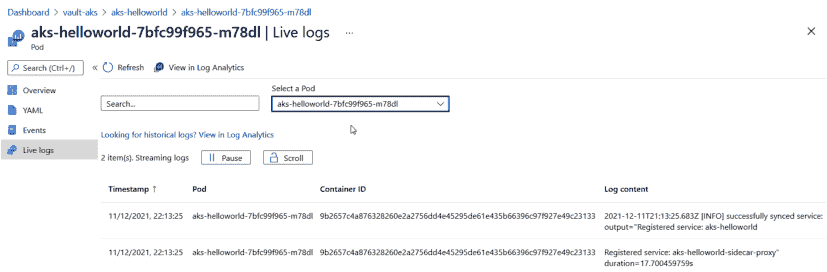 Dashboard > vault-aks > aks-helloworld > aks-helloworld-7bfc99f965-m78dl
aks-helloworld-7bfc99f965-m78dl | Live logs ...
Pod
Search (Ctrl+/)
« Refresh View in Log Analytics
Overview
YAML
Events
Live logs
Select a Pod
Search...
aks-helloworld-7bfc99f965-m78dl
Looking for historical logs? View in Log Analytics
2 item(s). Streaming logs Pause Scroll
Timestamp ↑ Pod Container ID Log content
11/12/2021, 22:13:25 aks-helloworld-7bfc99f965-m78dl 9b2657c4a876328260e2a2756dd4e45295de61e435b66396c97f927e49c23133 2021-12-11T21:13:25.683Z [INFO] successfully synced service:
output="Registered service: aks-helloworld
11/12/2021, 22:13:25 aks-helloworld-7bfc99f965-m78dl 9b2657c4a876328260e2a2756dd4e45295de61e435b66396c97f927e49c23133 Registered service: aks-helloworld-sidecar-proxy"
duration=17.700459759s